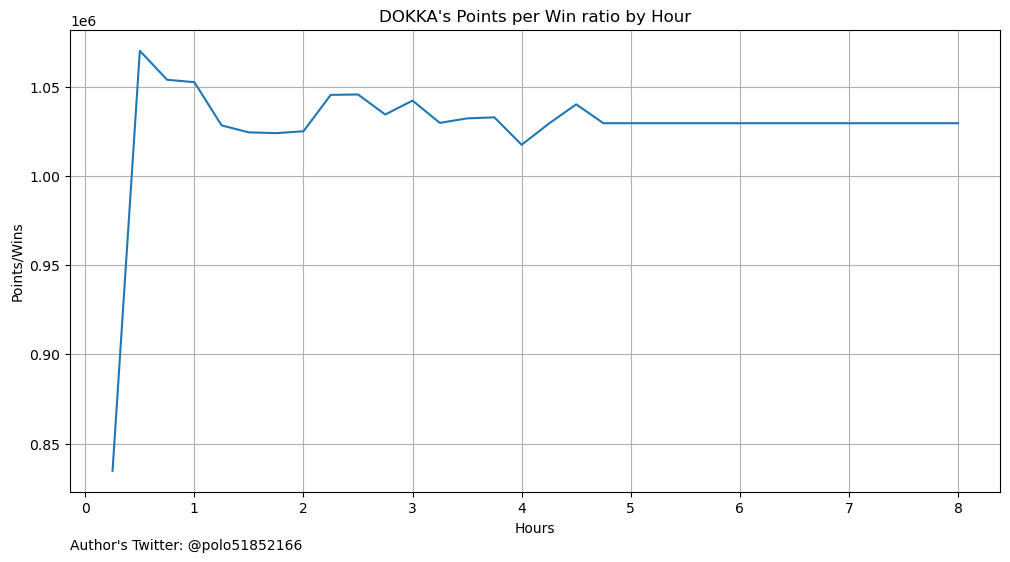 DOKKA's Points per Win ratio by Hour
1e6
1.05
1.00
0.95
0.90
0.85
Points/Wins
0 1 2 3 4 5 6 7 8
Hours
Author's Twitter: @polo51852166